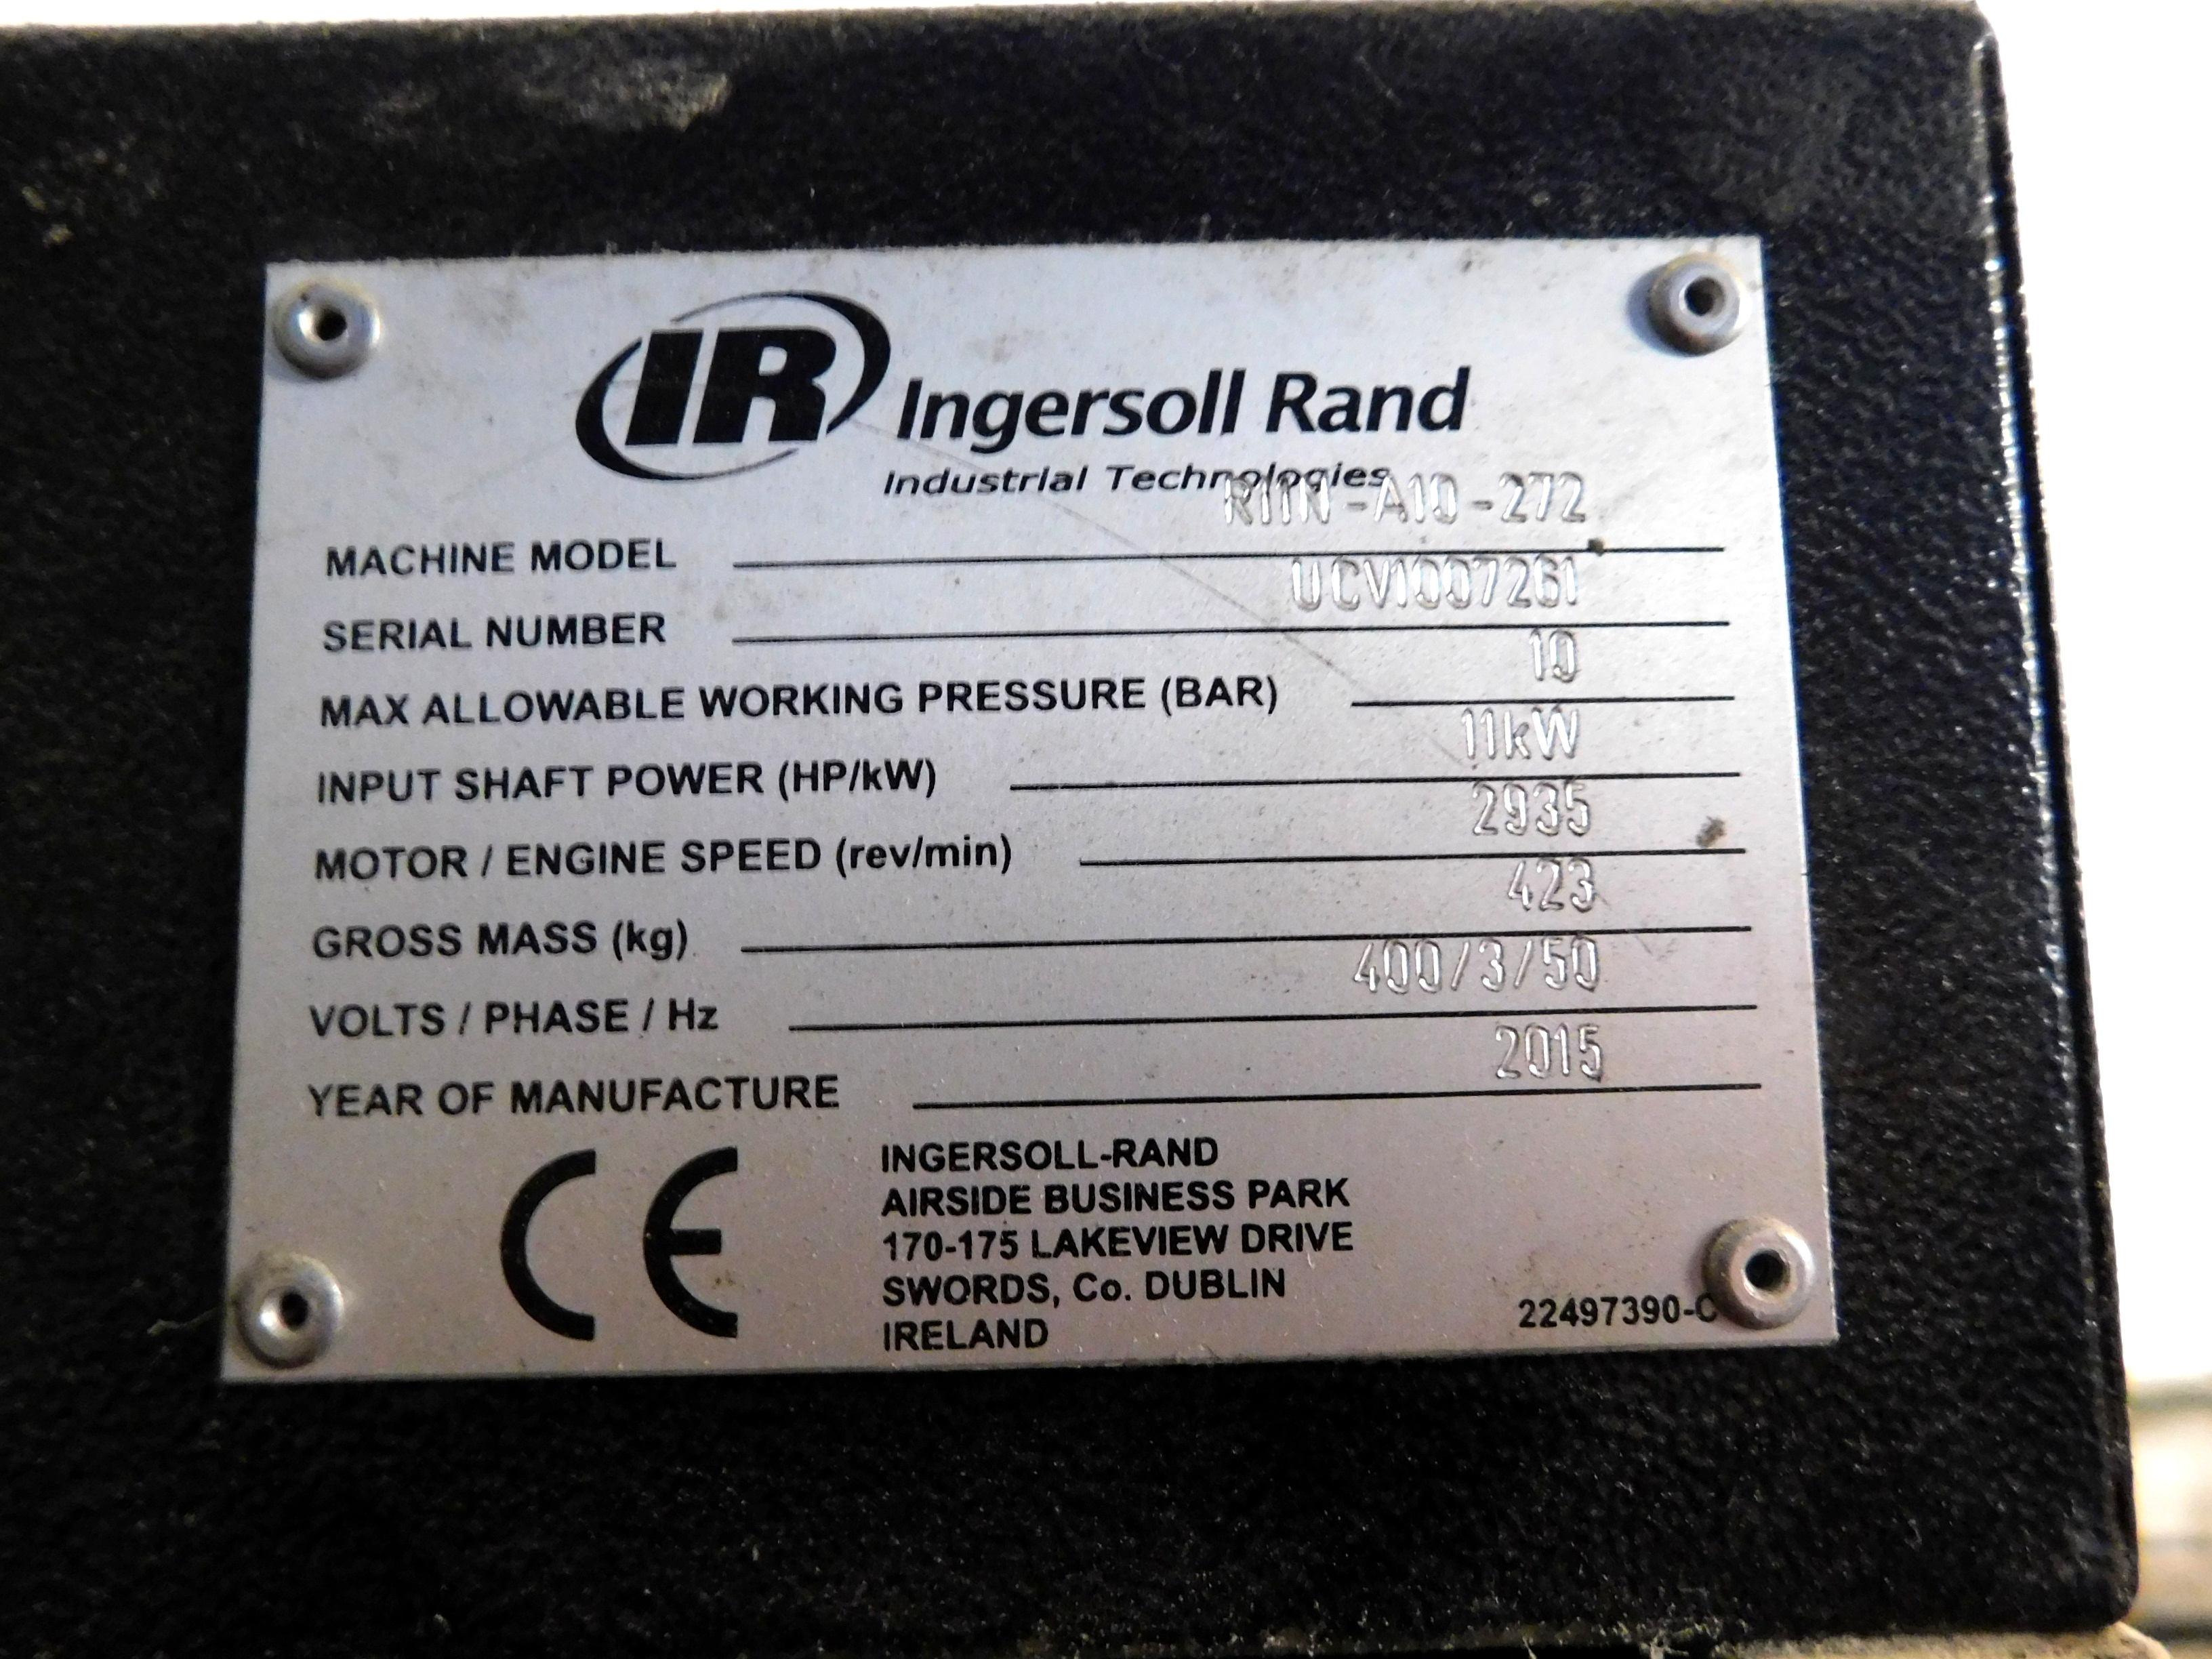 IR Ingersoll Rand
Industrial Technologies
MACHINE MODEL R11N-A10-272
SERIAL NUMBER UCV1007261
MAX ALLOWABLE WORKING PRESSURE (BAR) 10
INPUT SHAFT POWER (HP/kW) 11kW
MOTOR / ENGINE SPEED (rev/min) 2935
GROSS MASS (kg) 423
VOLTS / PHASE / Hz 400/3/50
YEAR OF MANUFACTURE 2015
CE
INGERSOLL-RAND
AIRSIDE BUSINESS PARK
170-175 LAKEVIEW DRIVE
SWORDS, Co. DUBLIN
IRELAND
22497390-C